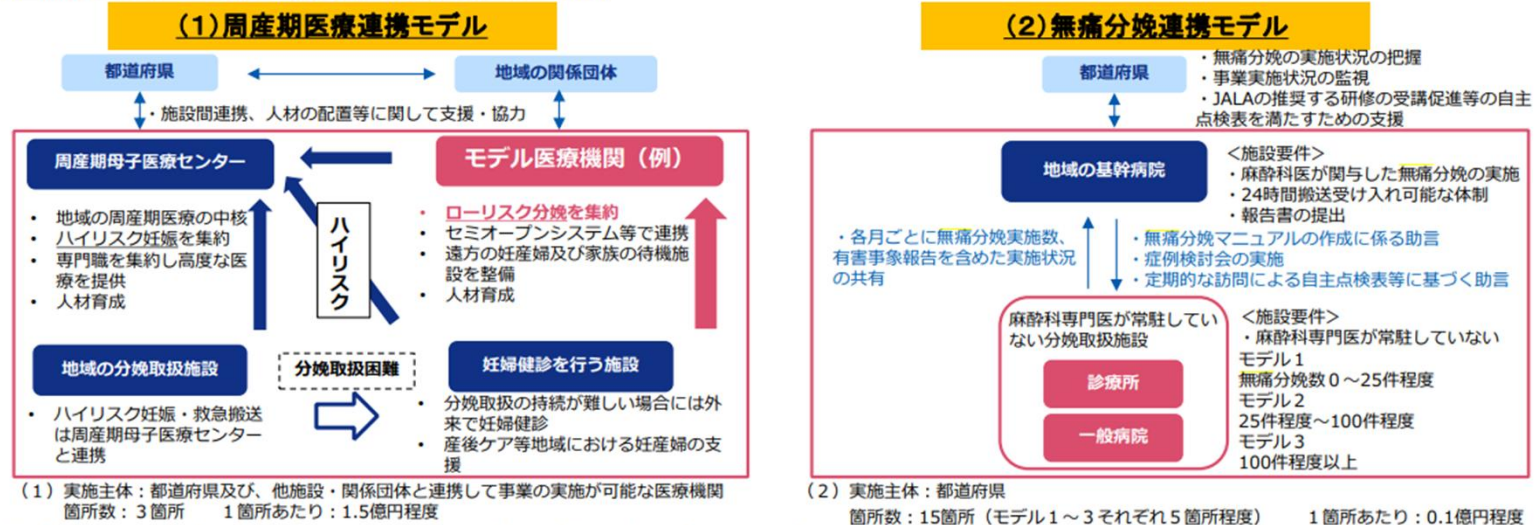 （1）周産期医療連携モデル
都道府県
地域の関係団体
・施設間連携、人材の配置等に関して支援・協力
周産期母子医療センター
モデル医療機関（例）
• 地域の周産期医療の中核
• ハイリスク妊娠を集約
• 専門職を集約し高度な医
療を提供
• 人材育成
ハイリスク
• ローリスク分娩を集約
• セミオープンシステム等で連携
• 遠方の妊産婦及び家族の待機施
設を整備
• 人材育成
地域の分娩取扱施設
分娩取扱困難
妊婦健診を行う施設
• ハイリスク妊娠・救急搬送
は周産期母子医療センター
と連携
• 分娩取扱の持続が難しい場合には外
来で妊婦健診
• 産後ケア等地域における妊産婦の支
援
（1）実施主体：都道府県及び、他施設・関係団体と連携して事業の実施が可能な医療機関
箇所数：３箇所　　１箇所あたり：1.5億円程度
（2）無痛分娩連携モデル
都道府県
・無痛分娩の実施状況の把握
・事業実施状況の監視
・JALAの推奨する研修の受講促進等の自主
点検表を満たすための支援
地域の基幹病院
＜施設要件＞
・麻酔科医が関与した無痛分娩の実施
・24時間搬送受け入れ可能な体制
・報告書の提出
・各月ごとに無痛分娩実施数、
有害事象報告を含めた実施状況
の共有
・無痛分娩マニュアルの作成に係る助言
・症例検討会の実施
・定期的な訪問による自主点検表等に基づく助言
麻酔科専門医が常駐してい
ない分娩取扱施設
診療所
一般病院
＜施設要件＞
・麻酔科専門医が常駐していない
モデル１
無痛分娩数０～25件程度
モデル２
25件程度～100件程度
モデル３
100件程度以上
（2）実施主体：都道府県
箇所数：15箇所（モデル１～３それぞれ５箇所程度）　　１箇所あたり：0.1億円程度